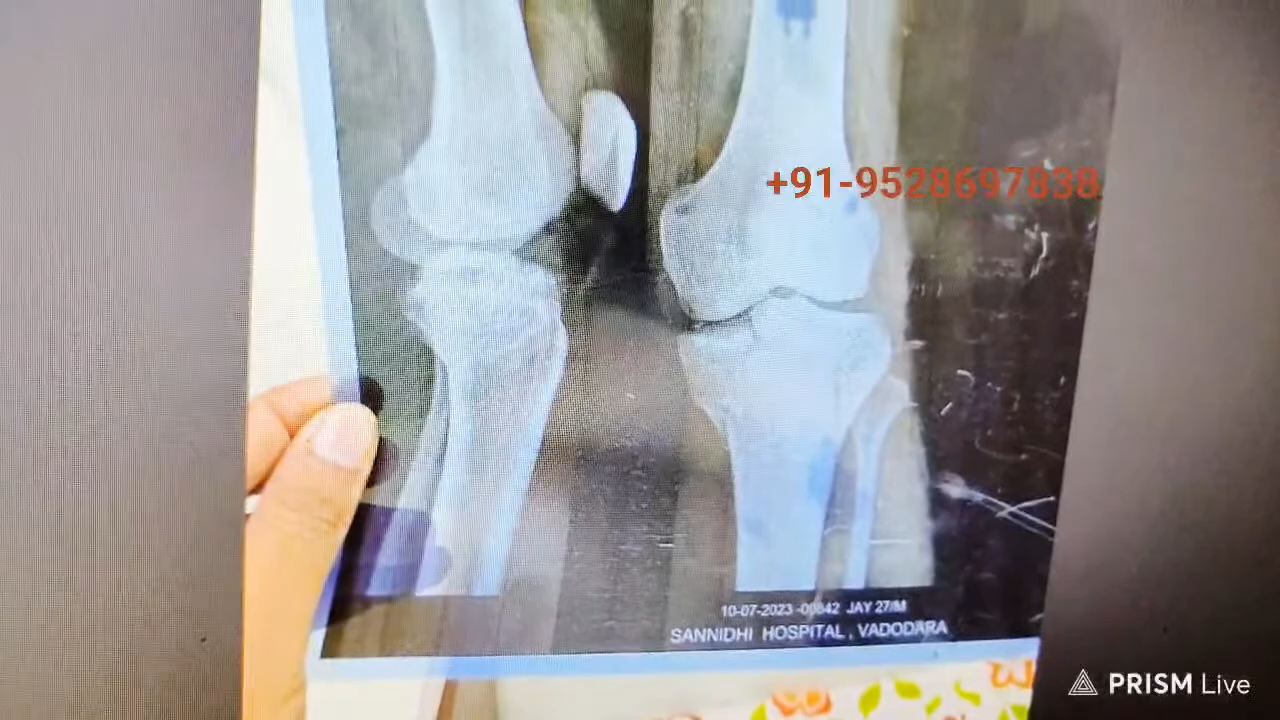 +91-9528697838
10-07-2023 -00842 JAY 27/M
SANNIDHI HOSPITAL, VADODARA
PRISM Live